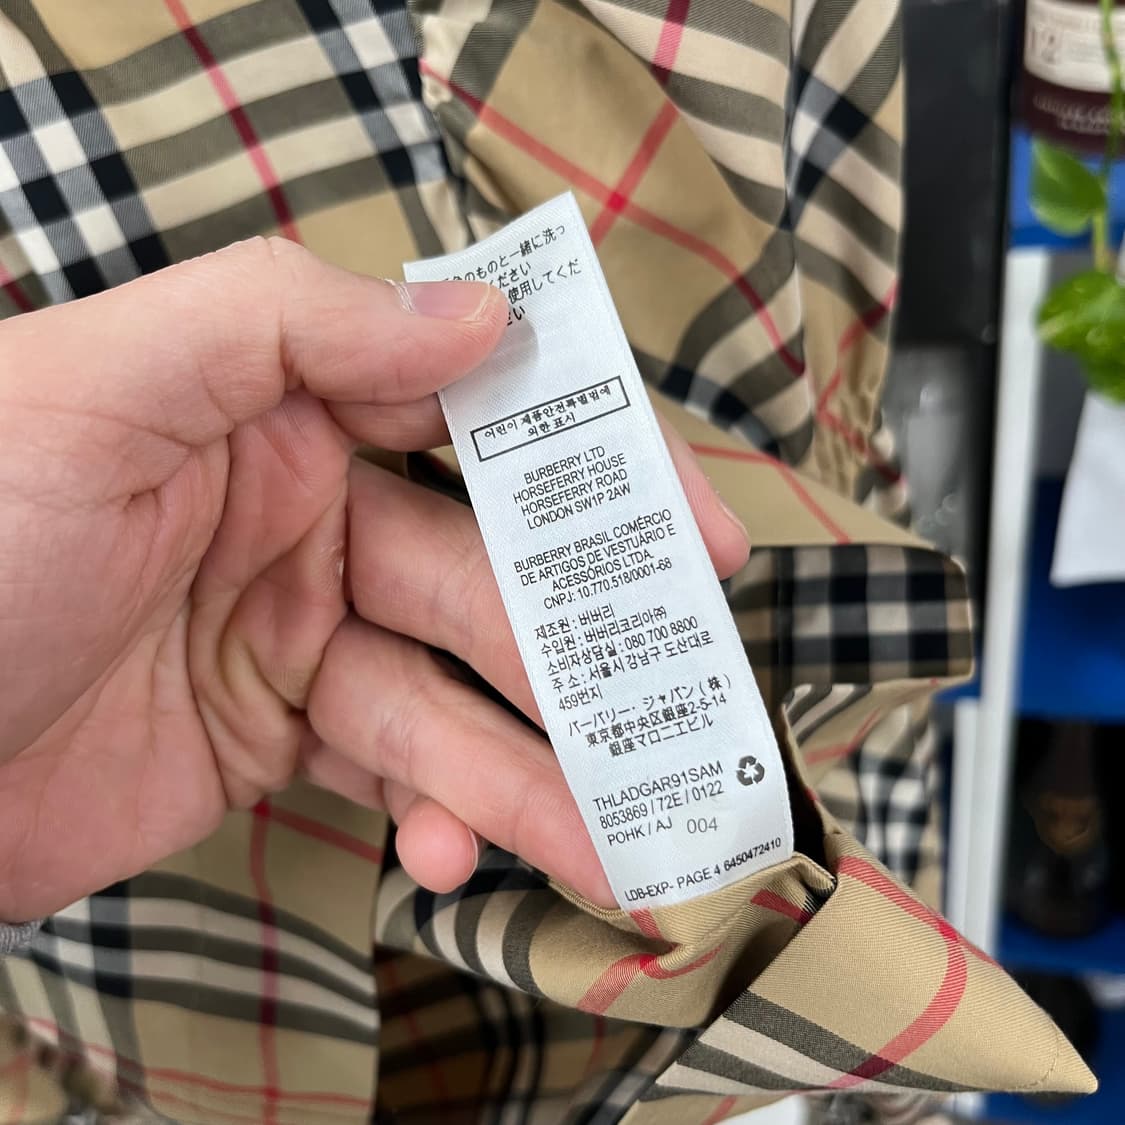 のものと一緒に洗っ
ください
使用してくだ
さい
어린이제품안전특별법에
의한 표시
BURBERRY LTD
HORSEFERRY HOUSE
HORSEFERRY ROAD
LONDON SW1P 2AW
BURBERRY BRASIL COMÉRCIO
DE ARTIGOS DE VESTUÁRIO E
ACESSÓRIOS LTDA.
CNPJ: 10.770.518/0001-68
제조원 : 버버리
수입원 : 버버리코리아㈜
소비자상담실 : 080 700 8800
주 소 : 서울시 강남구 도산대로
459번지
バーバリー・ジャパン(株)
東京都中央区銀座2-5-14
銀座マロニエビル
THLADGAR91SAM
8053869 / 72E / 0122
POHK / AJ 004
LDB-EXP- PAGE 4 6450472410